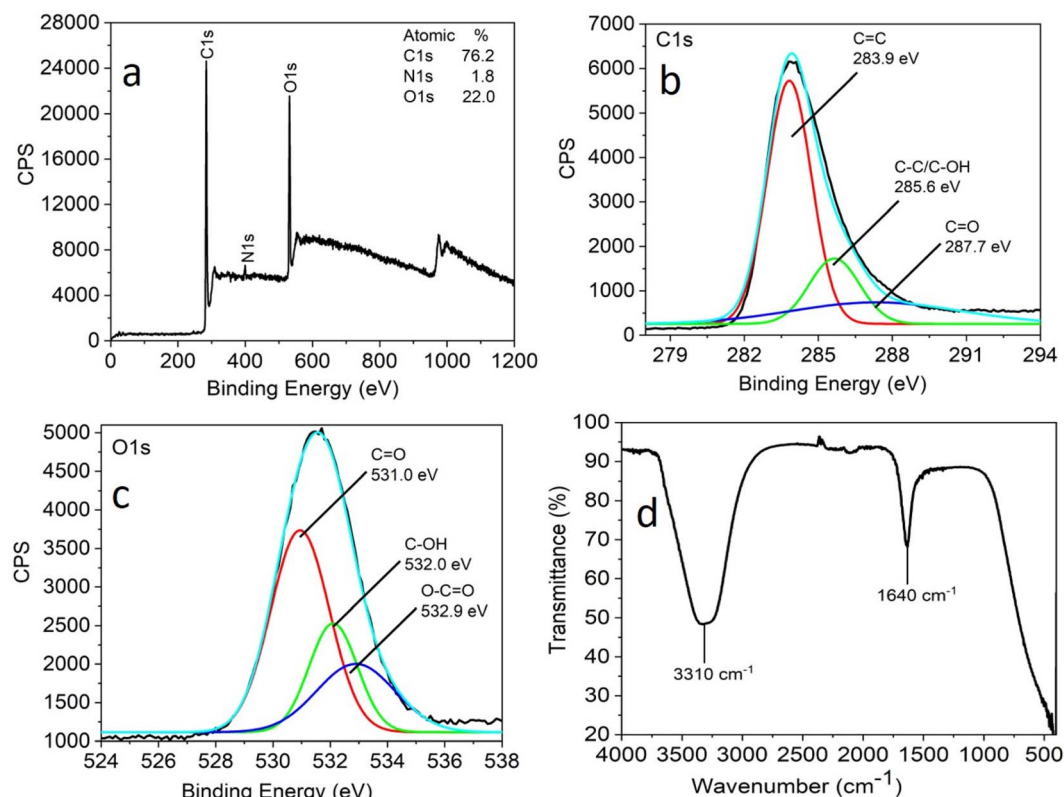 a
Atomic %
C1s 76.2
N1s 1.8
O1s 22.0
C1s
N1s
O1s
CPS
28000
24000
20000
16000
12000
8000
4000
0
0 200 400 600 800 1000 1200
Binding Energy (eV)
C1s
b
C=C
283.9 eV
C-C/C-OH
285.6 eV
C=O
287.7 eV
CPS
7000
6000
5000
4000
3000
2000
1000
0
279 282 285 288 291 294
Binding Energy (eV)
O1s
c
C=O
531.0 eV
C-OH
532.0 eV
O-C=O
532.9 eV
CPS
5000
4500
4000
3500
3000
2500
2000
1500
1000
524 526 528 530 532 534 536 538
Binding Energy (eV)
d
1640 cm⁻¹
3310 cm⁻¹
Transmittance (%)
100
90
80
70
60
50
40
30
20
4000 3500 3000 2500 2000 1500 1000 500
Wavenumber (cm⁻¹)